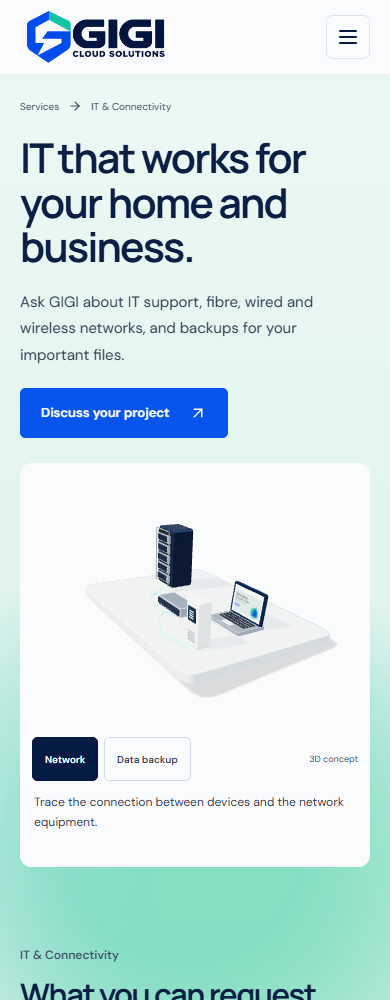 GIGI
CLOUD SOLUTIONS
Services → IT & Connectivity
IT that works for
your home and
business.
Ask GIGI about IT support, fibre, wired and
wireless networks, and backups for your
important files.
Discuss your project
Network
Data backup
3D concept
Trace the connection between devices and the network
equipment.
IT & Connectivity
What you can request